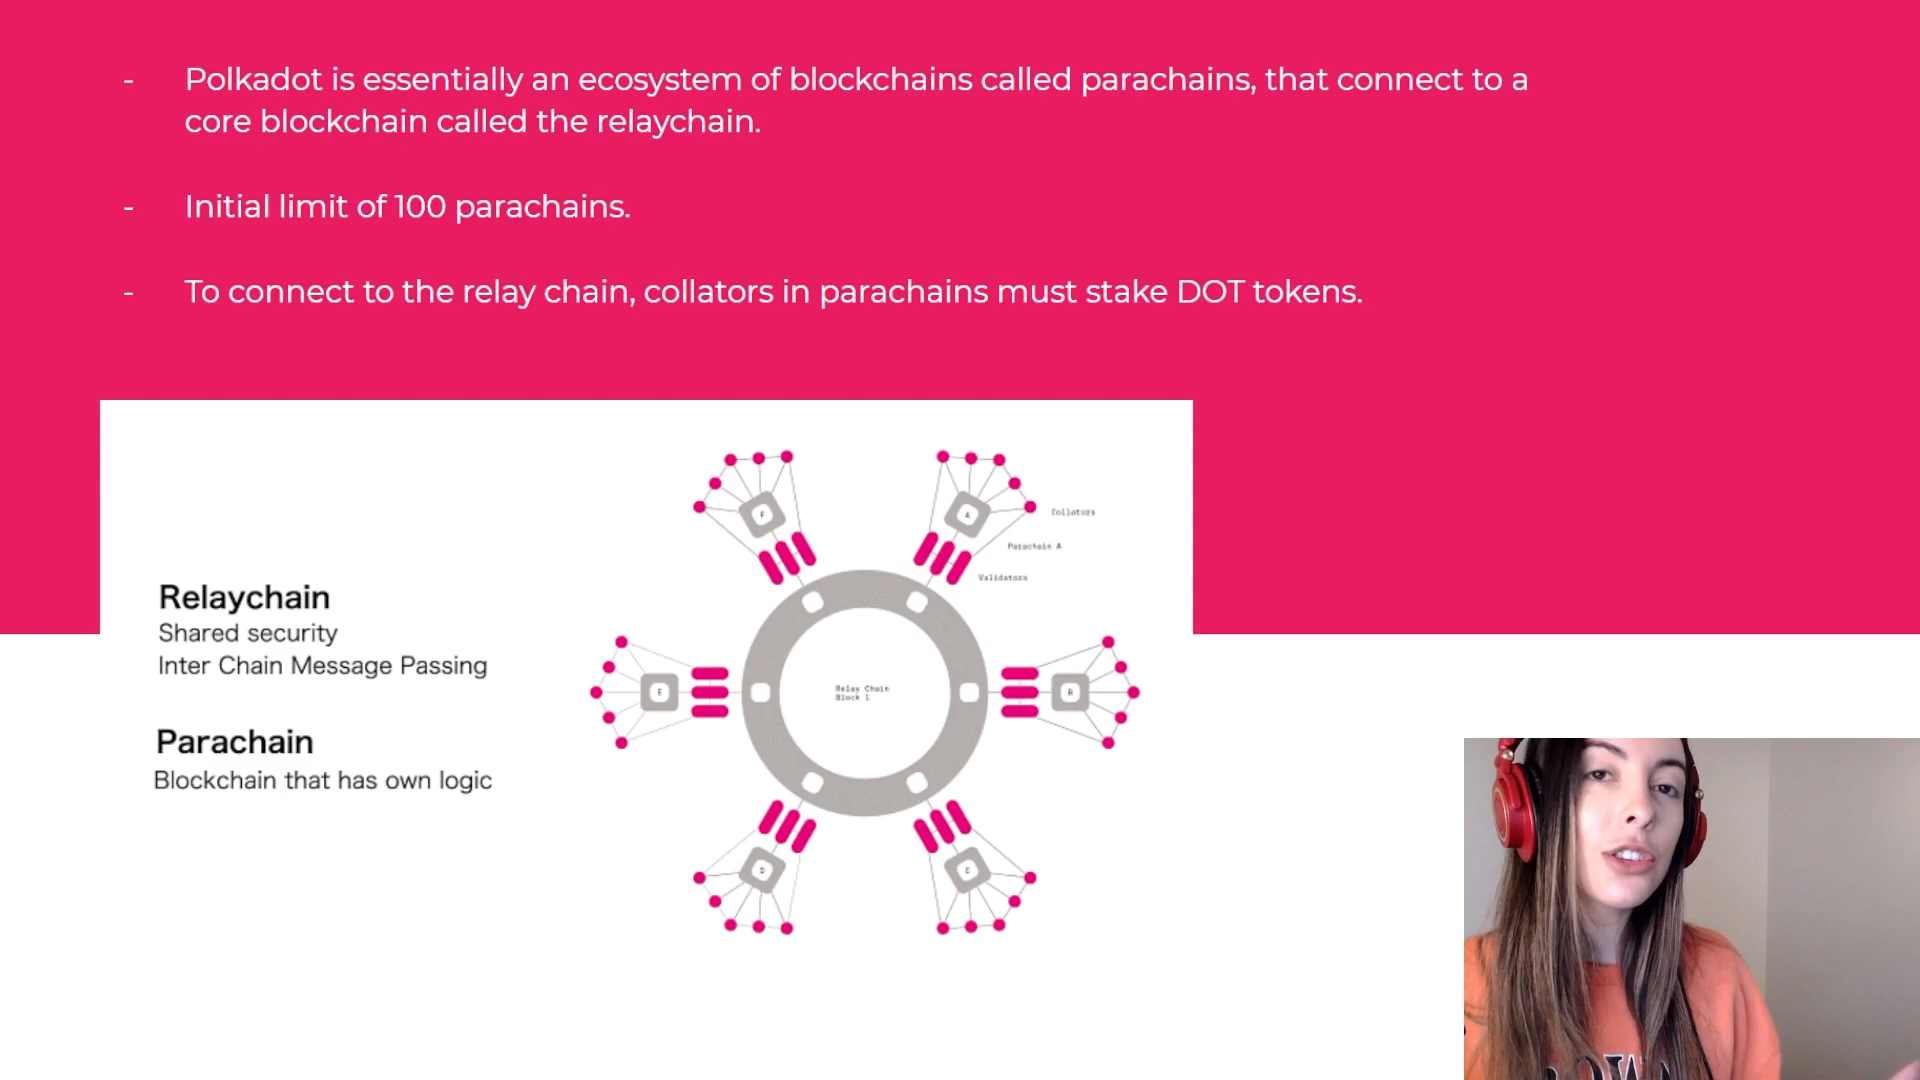 - Polkadot is essentially an ecosystem of blockchains called parachains, that connect to a
core blockchain called the relaychain.
- Initial limit of 100 parachains.
- To connect to the relay chain, collators in parachains must stake DOT tokens.
Relaychain
Shared security
Inter Chain Message Passing
Parachain
Blockchain that has own logic
F
A
Collators
Parachain A
Validators
E
Relay Chain
Block 1
B
D
C